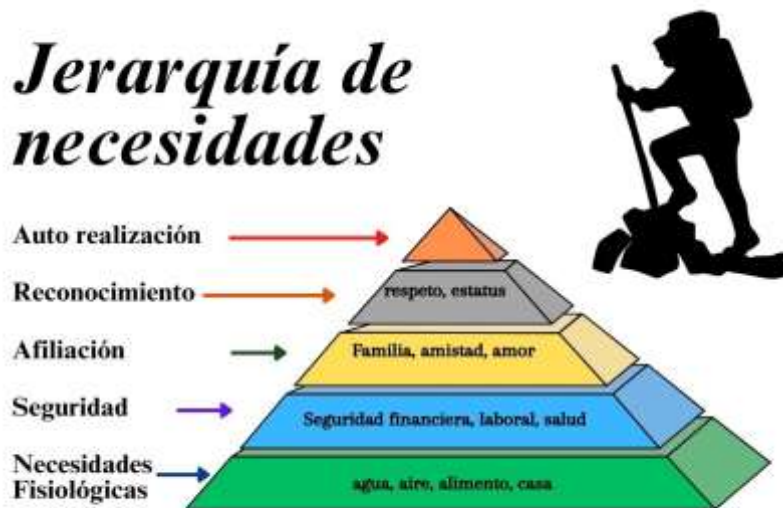 Jerarquía de
necesidades
Auto realización
Reconocimiento
respeto, estatus
Afiliación
Familia, amistad, amor
Seguridad
Seguridad financiera, laboral, salud
Necesidades
Fisiológicas
agua, aire, alimento, casa